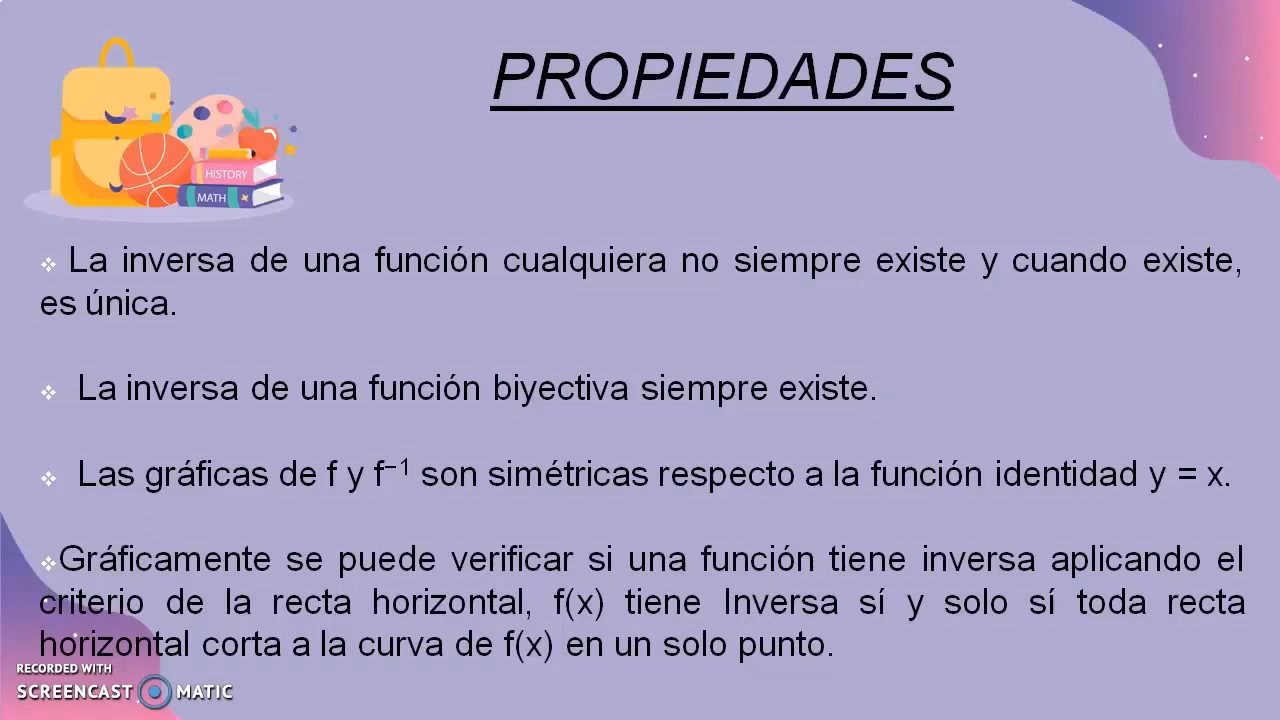 PROPIEDADES
HISTORY
MATH
❖ La inversa de una función cualquiera no siempre existe y cuando existe,
es única.
❖ La inversa de una función biyectiva siempre existe.
❖ Las gráficas de f y f⁻¹ son simétricas respecto a la función identidad y = x.
❖Gráficamente se puede verificar si una función tiene inversa aplicando el
criterio de la recta horizontal, f(x) tiene Inversa sí y solo sí toda recta
horizontal corta a la curva de f(x) en un solo punto.
RECORDED WITH
SCREENCAST MATIC